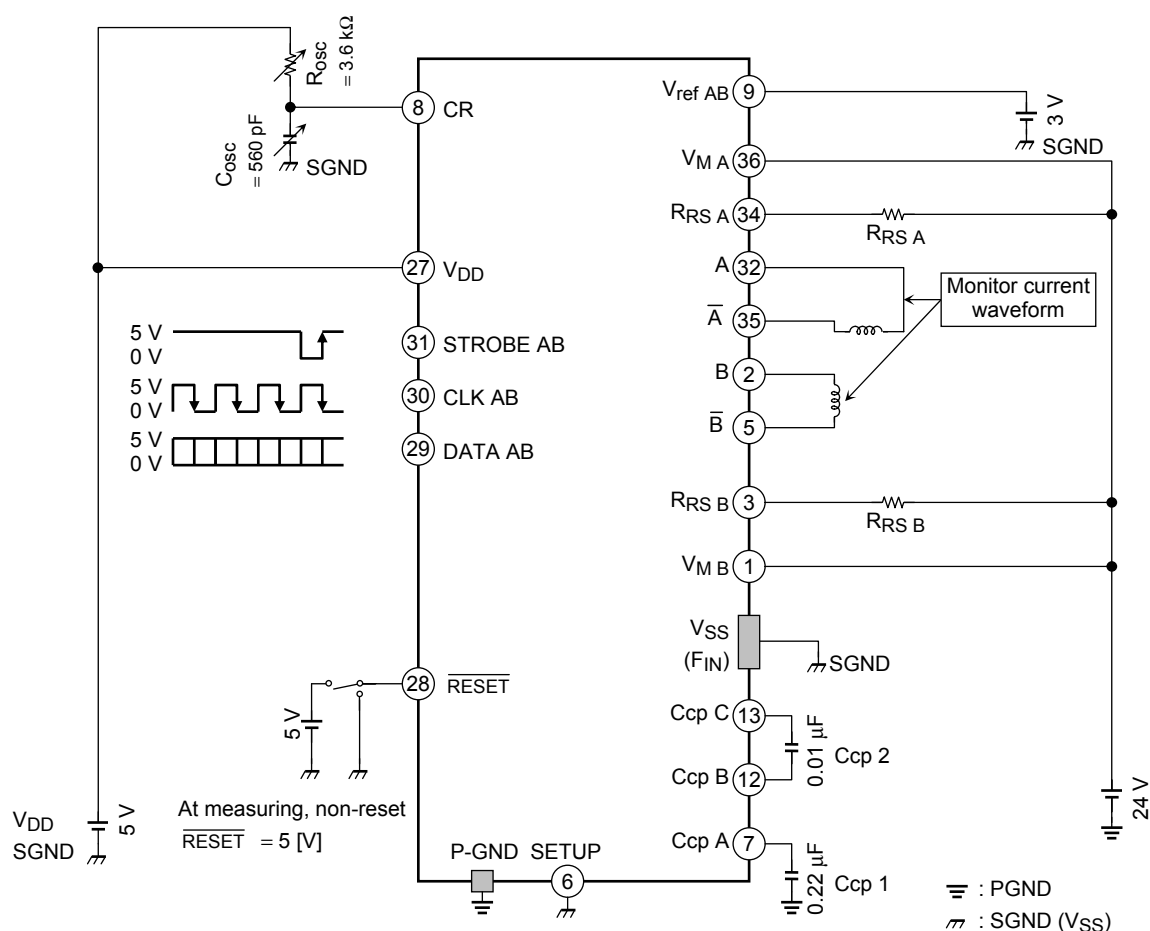 Rosc
= 3.6 kΩ
Cosc
= 560 pF
SGND
8
CR
27
VDD
5 V
0 V
31
STROBE AB
5 V
0 V
30
CLK AB
5 V
0 V
29
DATA AB
28
RESET
5 V
At measuring, non-reset
RESET = 5 [V]
VDD
SGND
5 V
P-GND
SETUP
6
Vref AB
9
3 V
SGND
VM A
36
RRS A
34
RRS A
A
32
A
35
Monitor current
waveform
B
2
B
5
RRS B
3
RRS B
VM B
1
VSS
(FIN)
SGND
Ccp C
13
0.01 µF
Ccp 2
Ccp B
12
Ccp A
7
0.22 µF
Ccp 1
24 V
: PGND
: SGND (VSS)